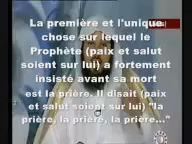 La première et l'unique
chose sur lequel le
Prophète (paix et salut
soient sur lui) a fortement
insisté avant sa mort
est la prière. Il disait (paix
et salut soient sur lui) "la
prière, la prière, la prière..."